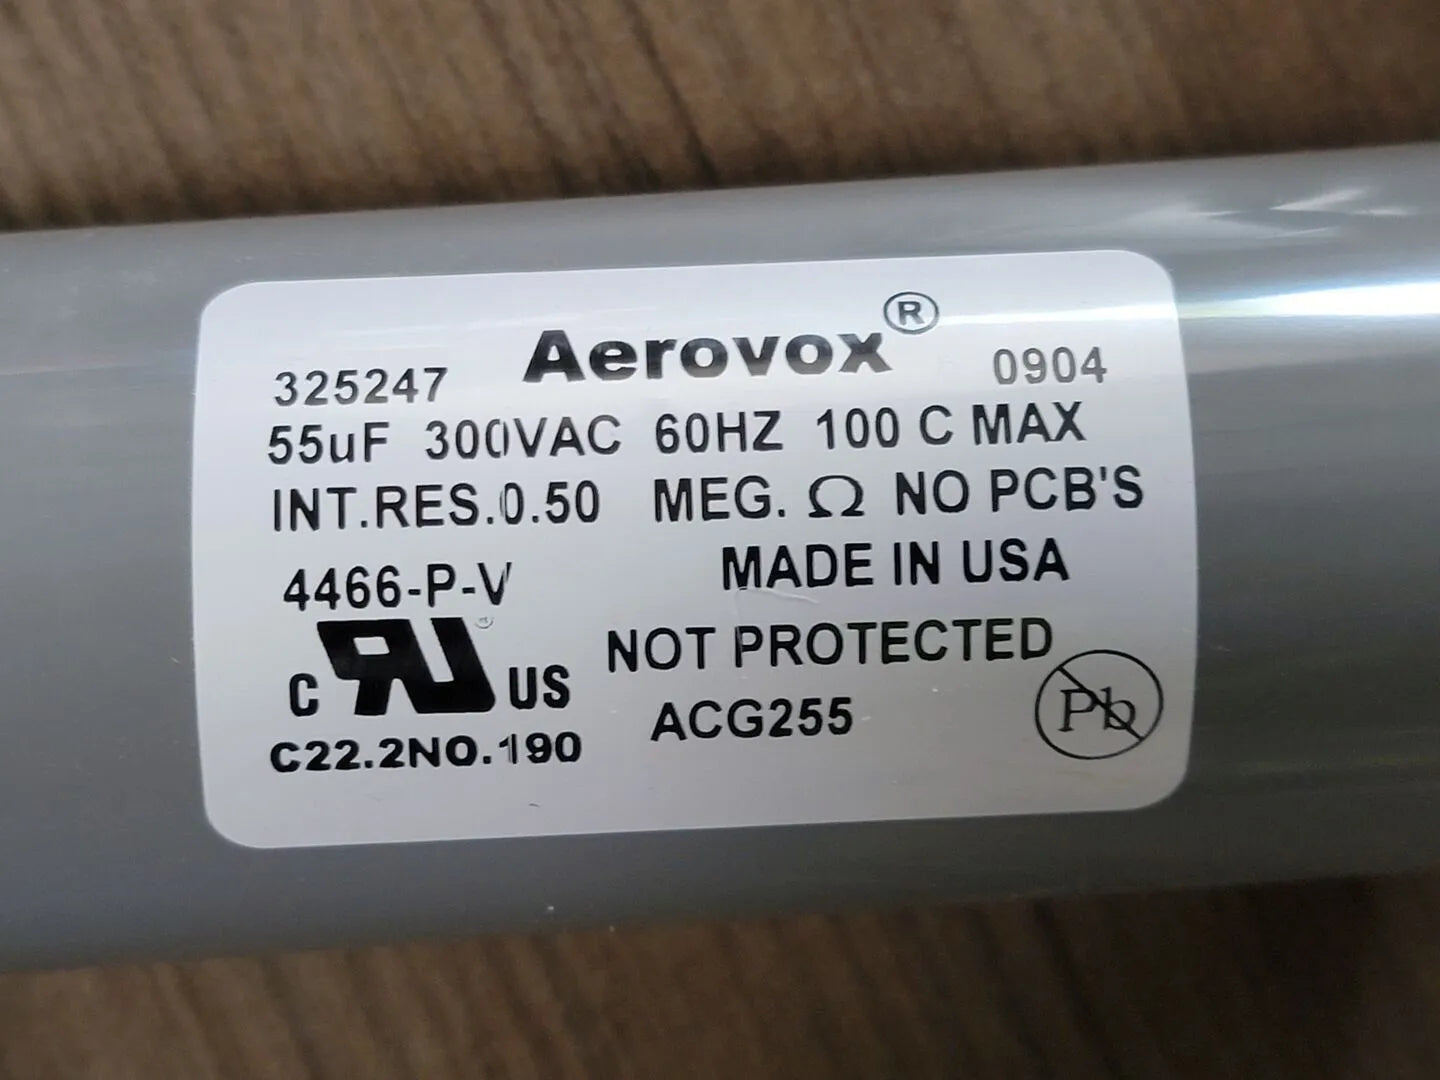 Aerovox®
325247 0904
55uF 300VAC 60HZ 100 C MAX
INT.RES.0.50 MEG. Ω NO PCB'S
4466-P-V MADE IN USA
NOT PROTECTED
C RU US
ACG255 Pb
C22.2NO.190